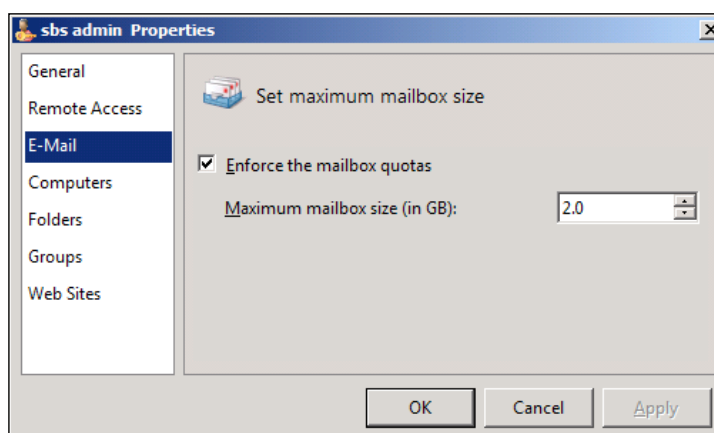 sbs admin Properties
General
Remote Access
E-Mail
Computers
Folders
Groups
Web Sites
Set maximum mailbox size
Enforce the mailbox quotas
Maximum mailbox size (in GB):
2.0
OK
Cancel
Apply